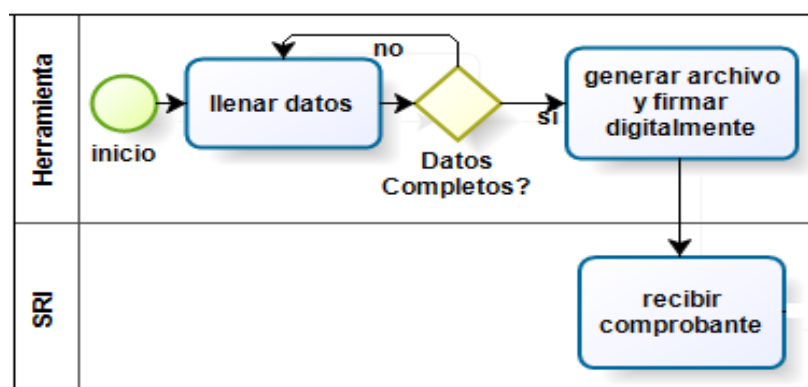 Herramienta
inicio
llenar datos
no
Datos
Completos?
si
generar archivo
y firmar
digitalmente
SRI
recibir
comprobante